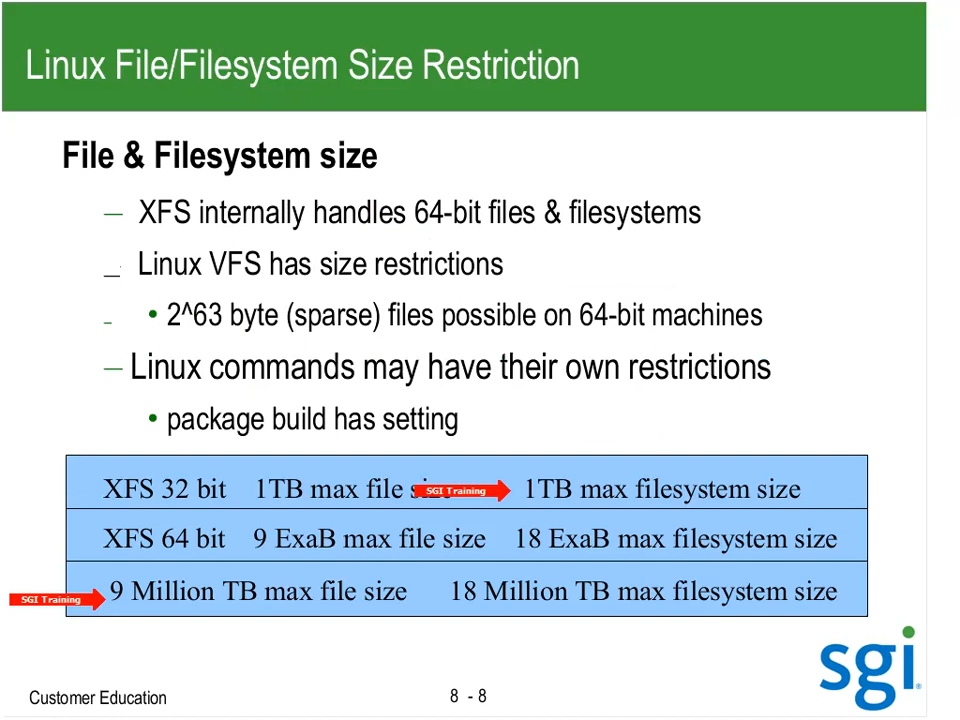 Linux File/Filesystem Size Restriction
File & Filesystem size
– XFS internally handles 64-bit files & filesystems
– Linux VFS has size restrictions
• 2^63 byte (sparse) files possible on 64-bit machines
– Linux commands may have their own restrictions
• package build has setting
XFS 32 bit 1TB max file size SGI Training 1TB max filesystem size
XFS 64 bit 9 ExaB max file size 18 ExaB max filesystem size
SGI Training 9 Million TB max file size 18 Million TB max filesystem size
sgi®
Customer Education 8 - 8